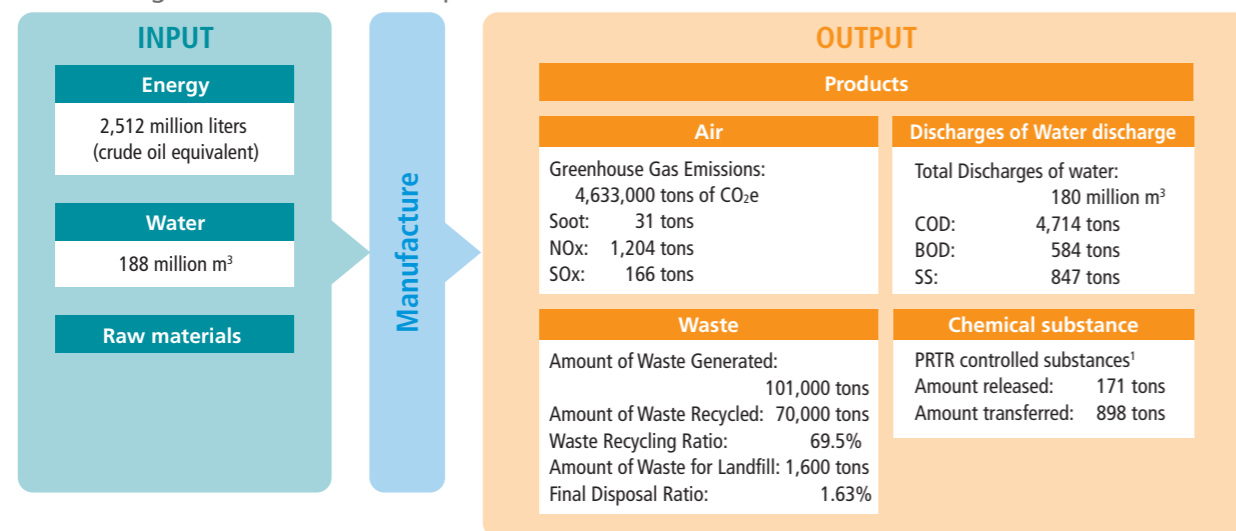 INPUT
Energy
2,512 million liters
(crude oil equivalent)
Water
188 million m³
Raw materials
Manufacture
OUTPUT
Products
Air
Greenhouse Gas Emissions:
4,633,000 tons of CO₂e
Soot: 31 tons
NOx: 1,204 tons
SOx: 166 tons
Discharges of Water discharge
Total Discharges of water:
180 million m³
COD: 4,714 tons
BOD: 584 tons
SS: 847 tons
Waste
Amount of Waste Generated:
101,000 tons
Amount of Waste Recycled: 70,000 tons
Waste Recycling Ratio: 69.5%
Amount of Waste for Landfill: 1,600 tons
Final Disposal Ratio: 1.63%
Chemical substance
PRTR controlled substances¹
Amount released: 171 tons
Amount transferred: 898 tons